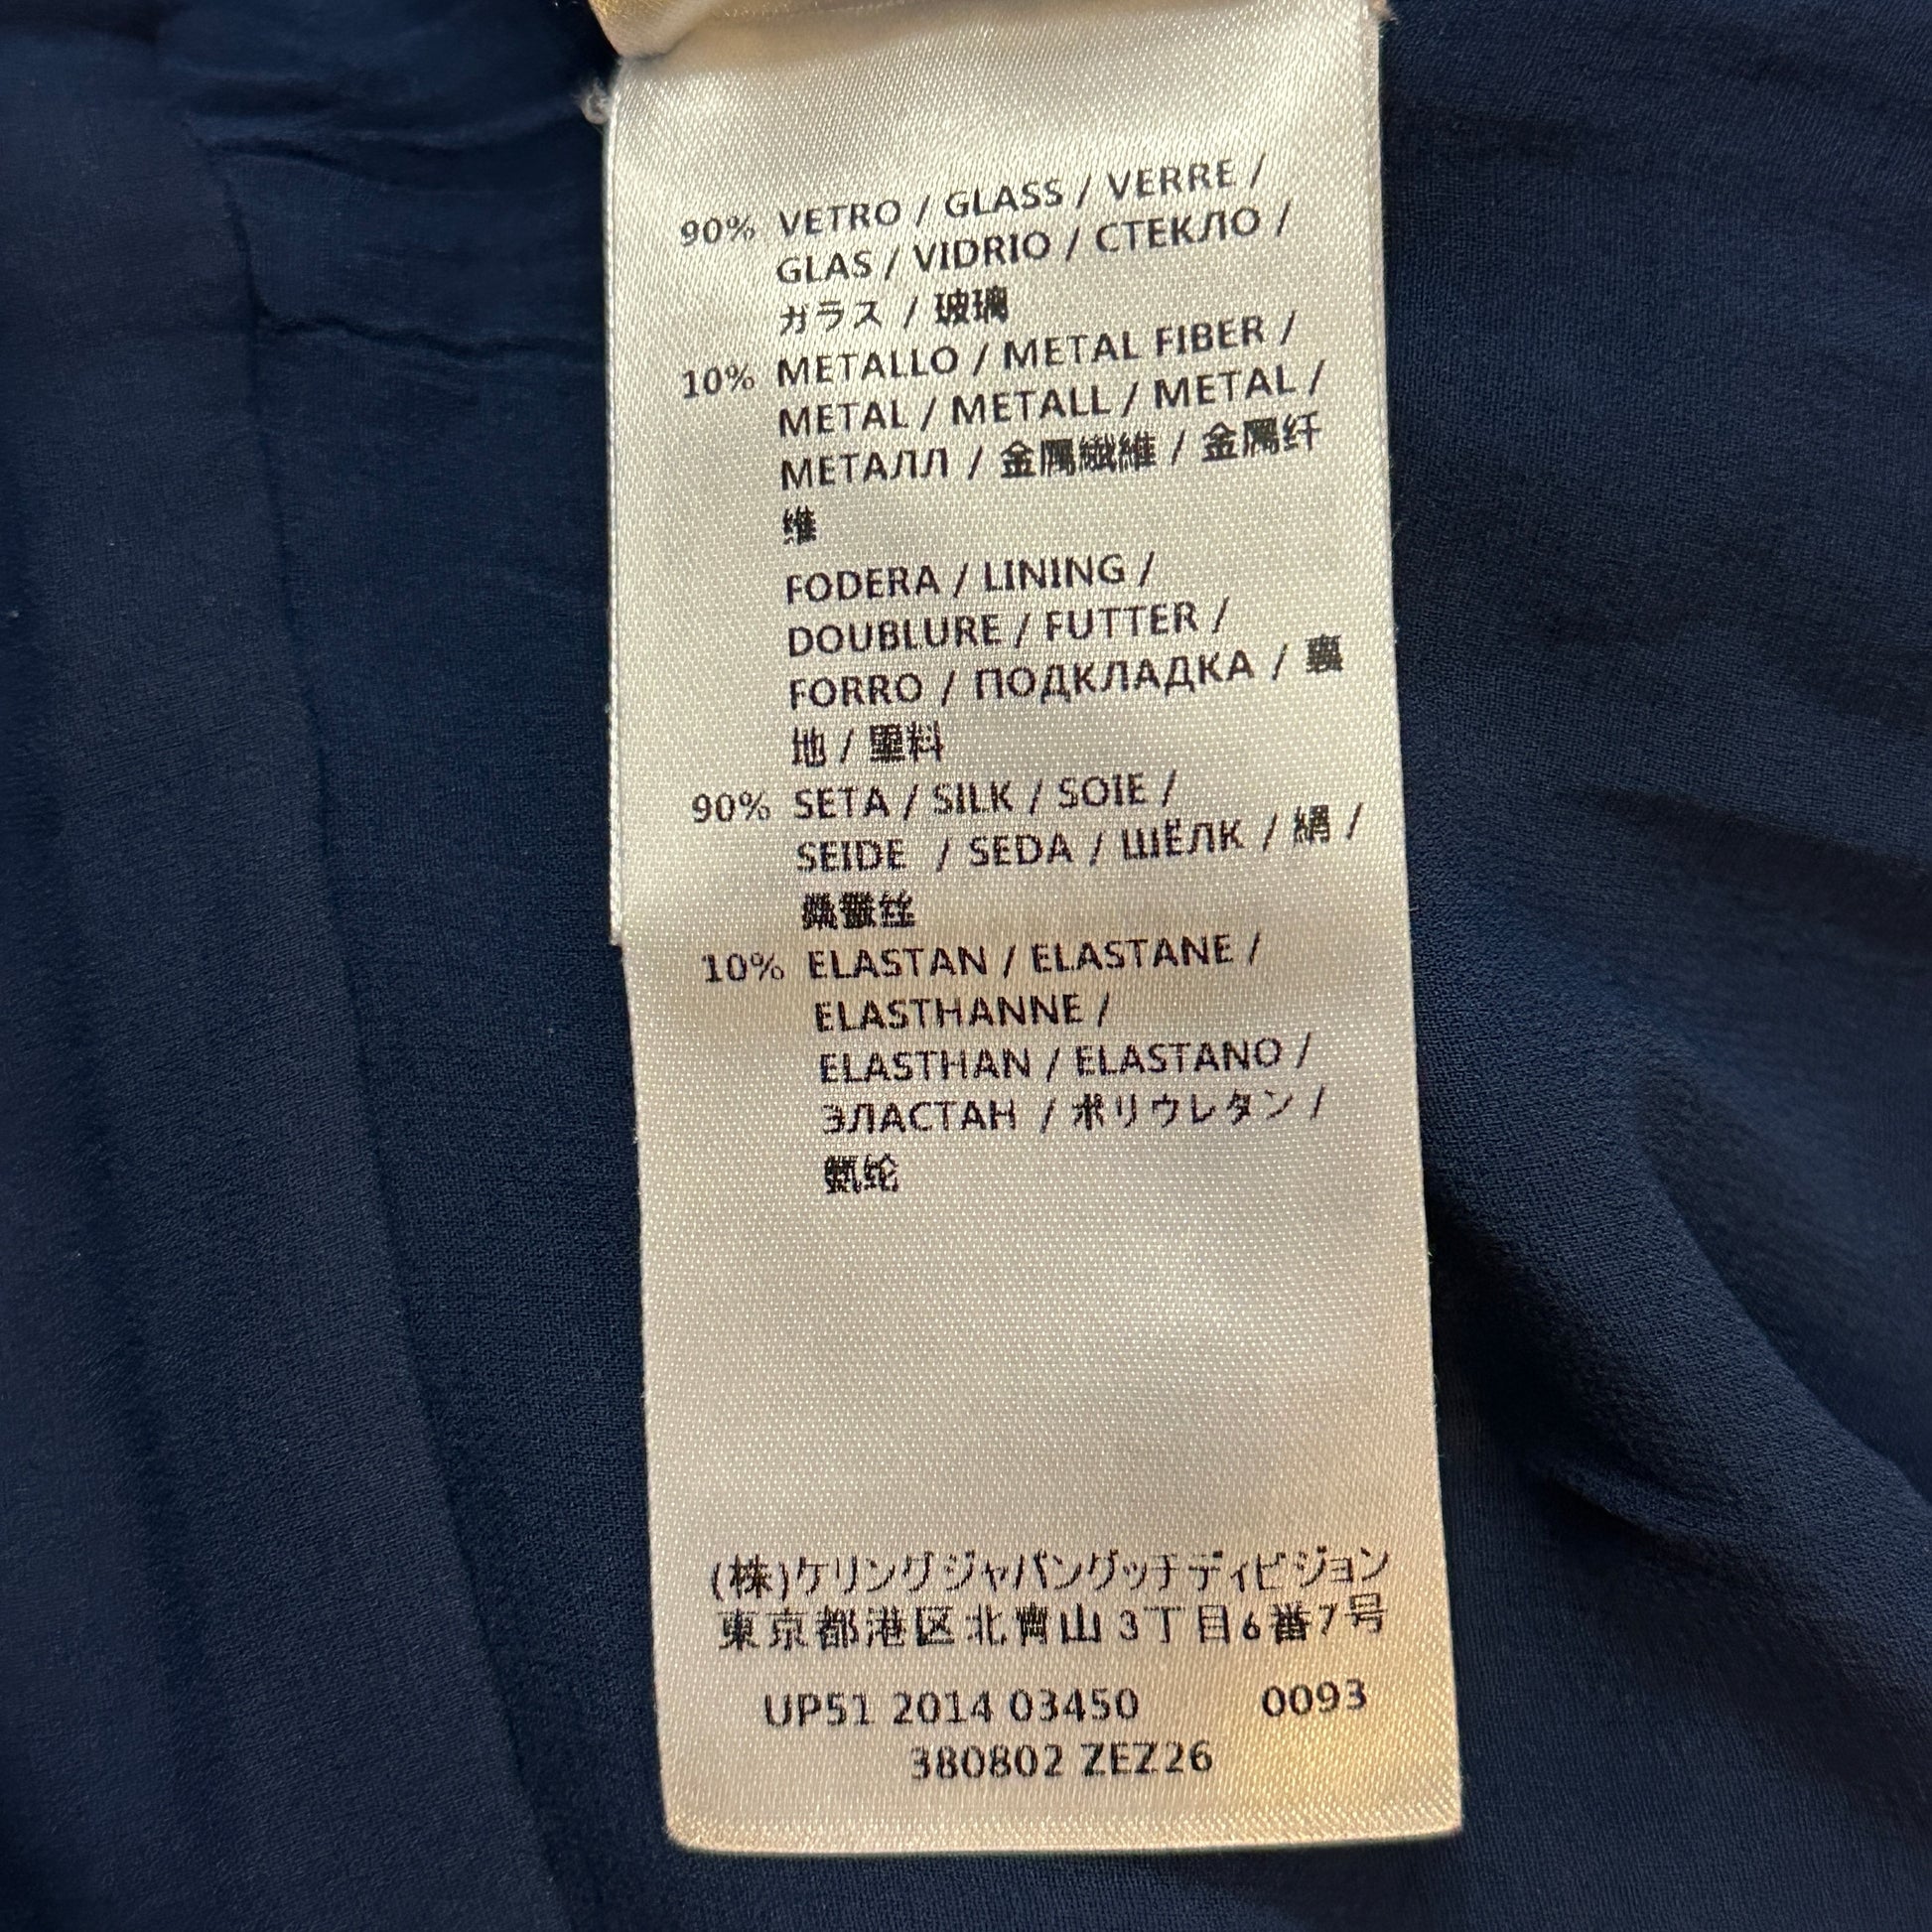 90% VETRO / GLASS / VERRE /
GLAS / VIDRIO / СТЕКЛО /
ガラス / 玻璃
10% METALLO / METAL FIBER /
METAL / METALL / METAL /
МЕТАЛЛ / 金属繊維 / 金属纤
维
FODERA / LINING /
DOUBLURE / FUTTER /
FORRO / ПОДКЛАДКА / 裏
地 / 里料
90% SETA / SILK / SOIE /
SEIDE / SEDA / ШЁЛК / 絹 /
桑蚕丝
10% ELASTAN / ELASTANE /
ELASTHANNE /
ELASTHAN / ELASTANO /
ЭЛАСТАН / ポリウレタン /
氨纶
(株)ケリングジャパングッチディビジョン
東京都港区北青山3丁目6番7号
UP51 2014 03450 0093
380802 ZEZ26